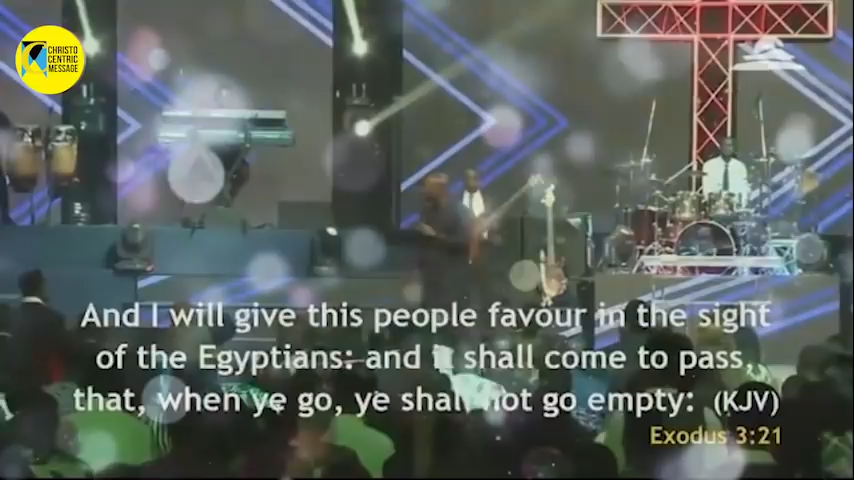 CHRISTO
CENTRIC
MESSAGE
And I will give this people favour in the sight
of the Egyptians: and it shall come to pass,
that, when ye go, ye shall not go empty: (KJV)
Exodus 3:21